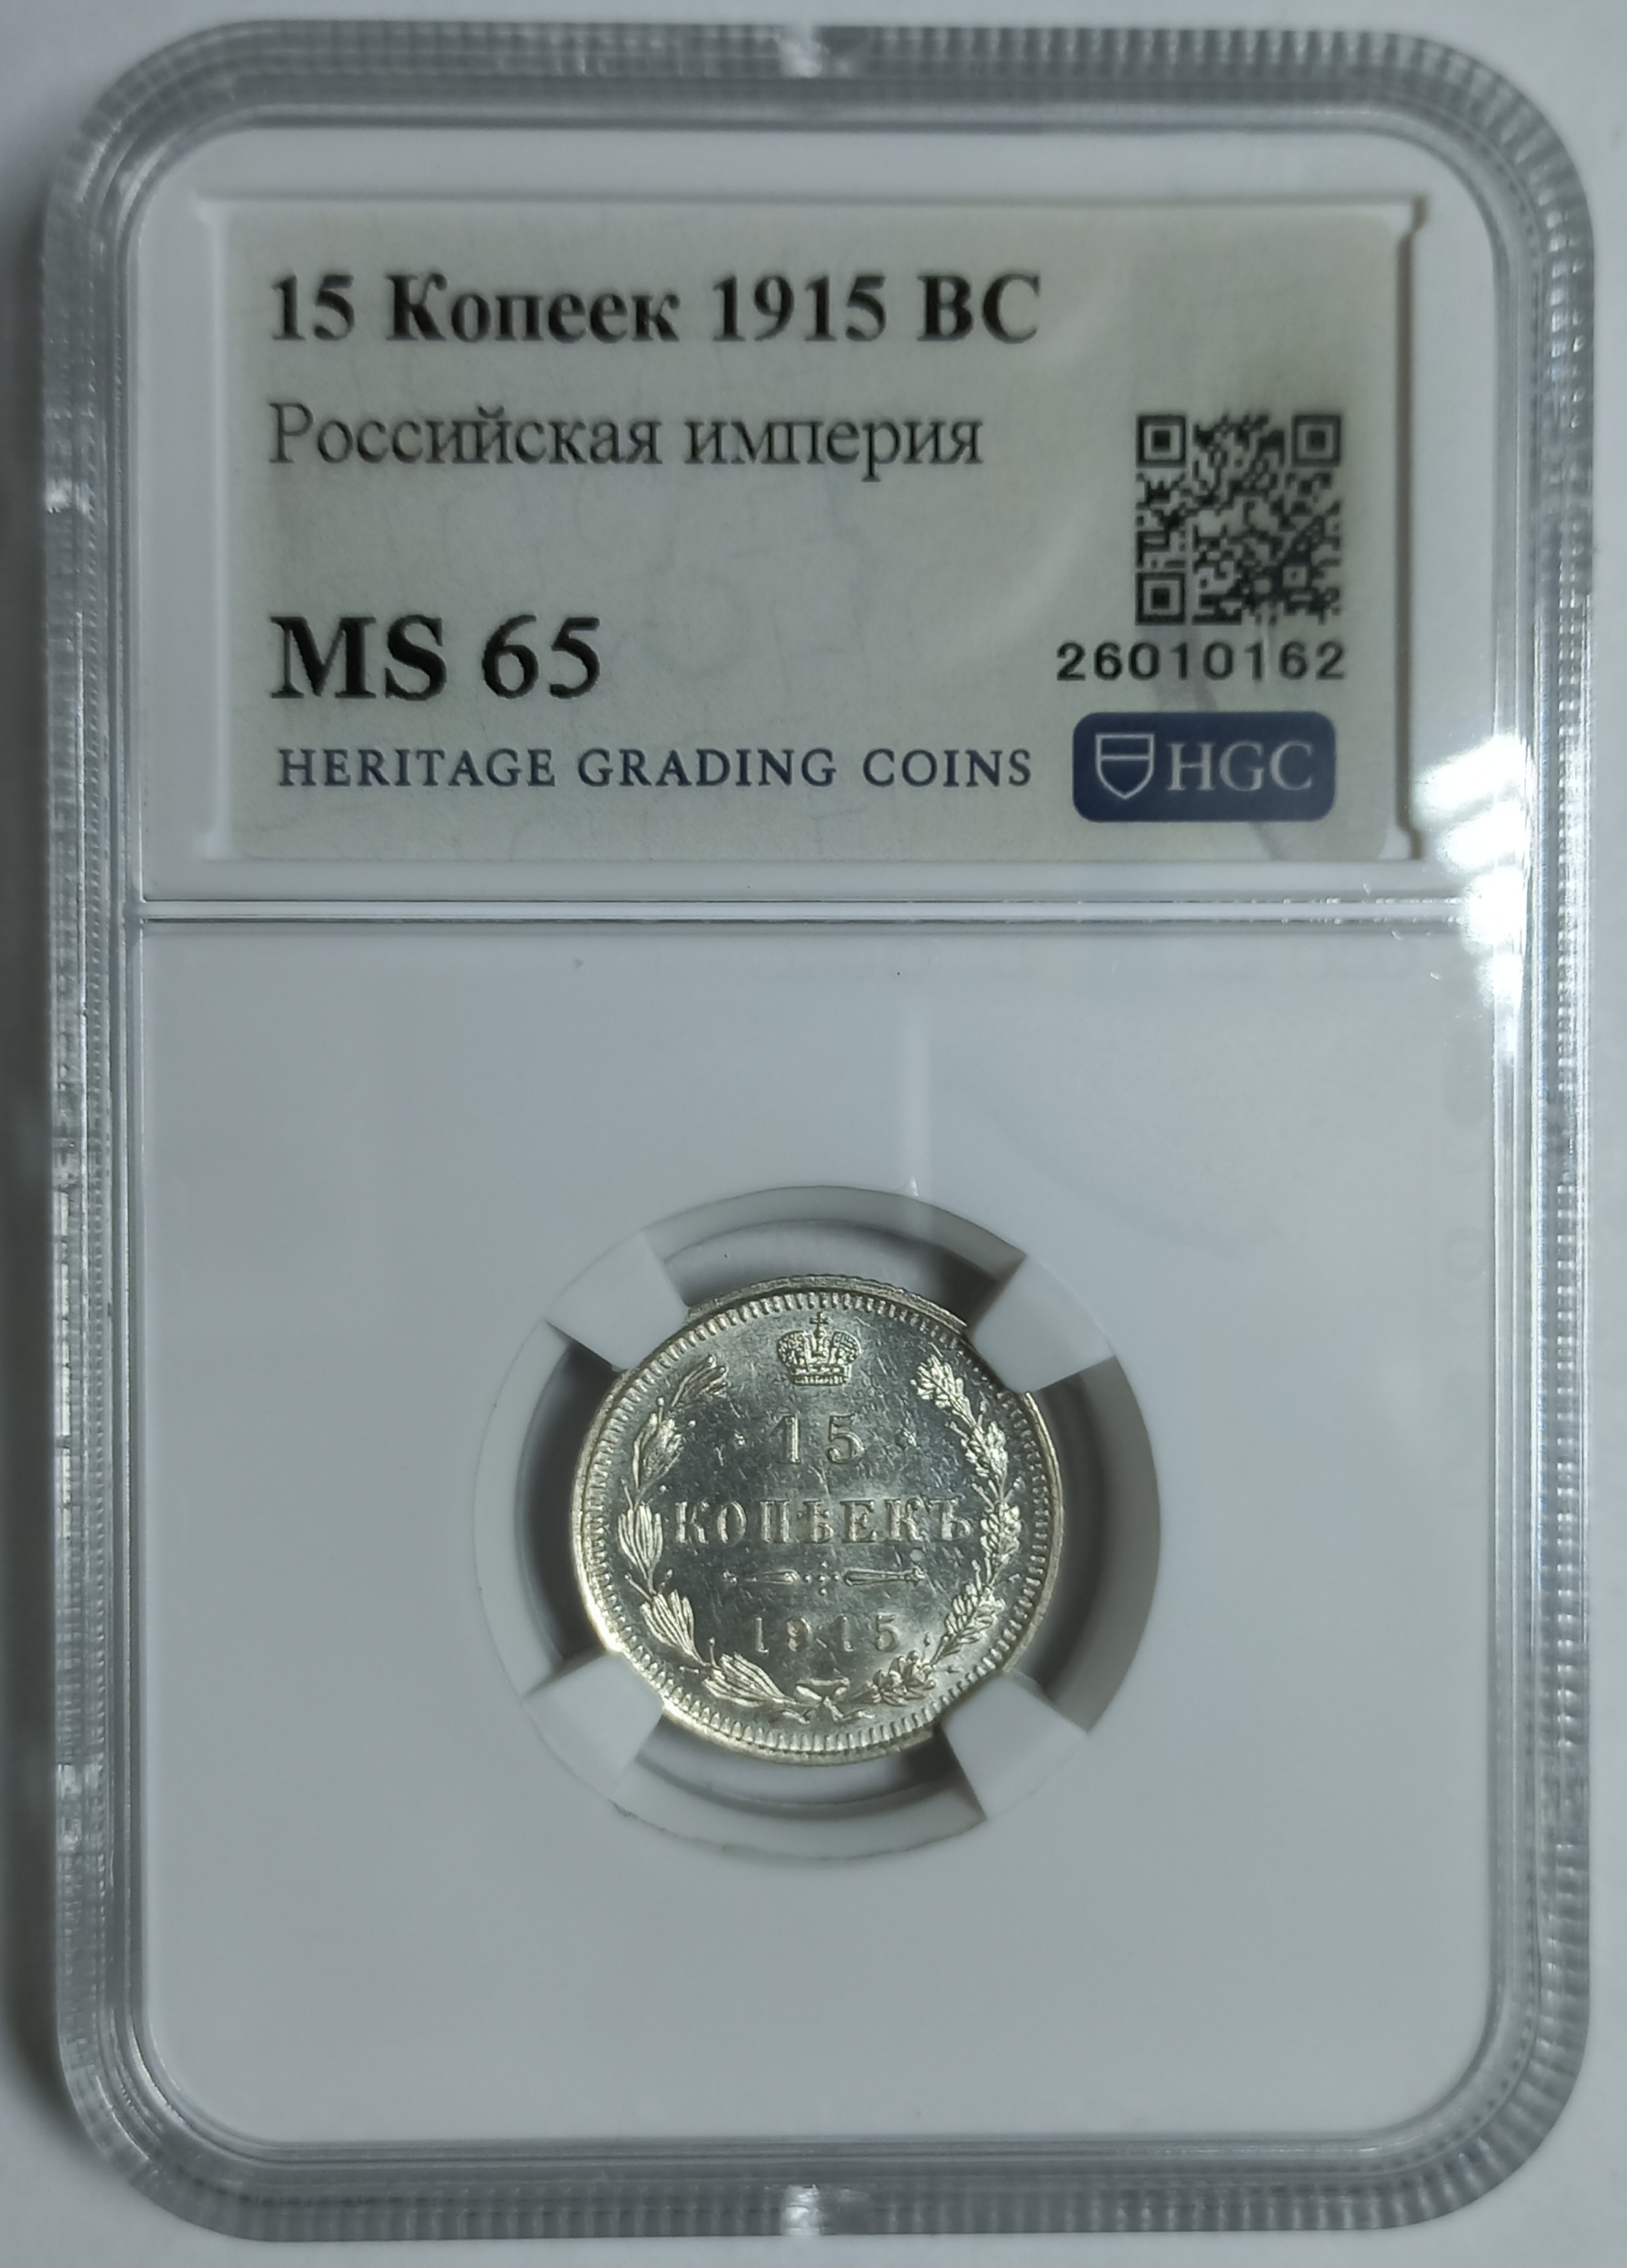 15 Копеек 1915 ВС
Российская империя
MS 65
26010162
HERITAGE GRADING COINS
HGC
15
КОПѢЕКЪ
1915